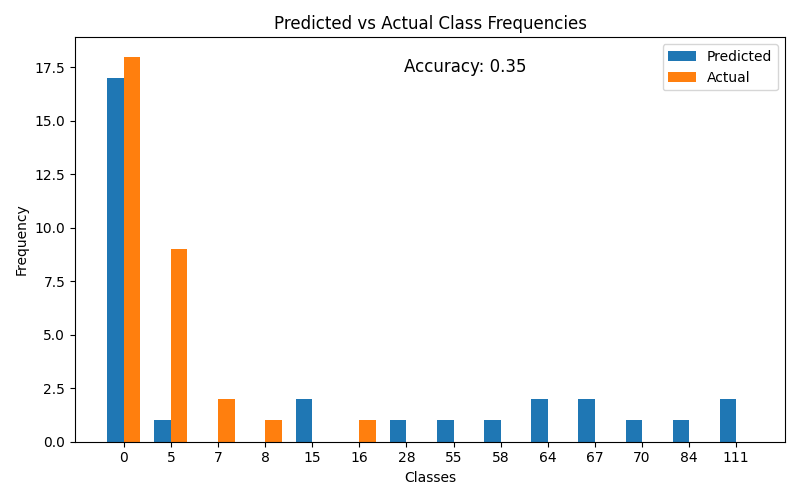 Predicted vs Actual Class Frequencies
Accuracy: 0.35
Predicted
Actual
Frequency
17.5
15.0
12.5
10.0
7.5
5.0
2.5
0.0
0 5 7 8 15 16 28 55 58 64 67 70 84 111
Classes